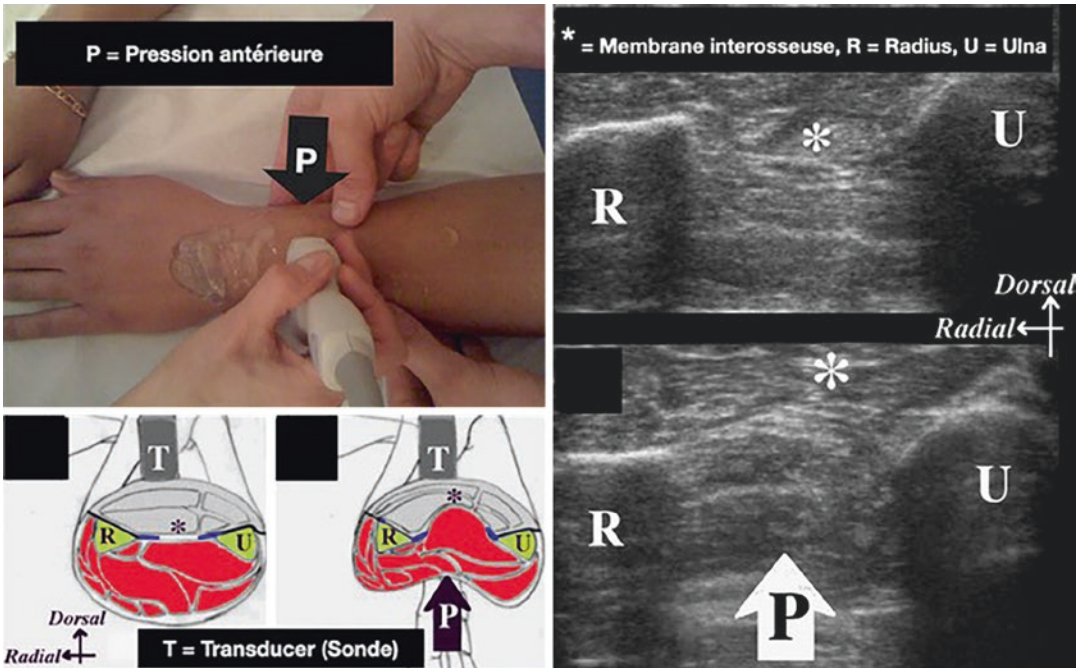 P = Pression antérieure
P
* = Membrane interosseuse, R = Radius, U = Ulna
*
R
U
Dorsal
Radial
*
R
U
P
T
*
R
U
Dorsal
Radial
T
*
R
U
P
T = Transducer (Sonde)